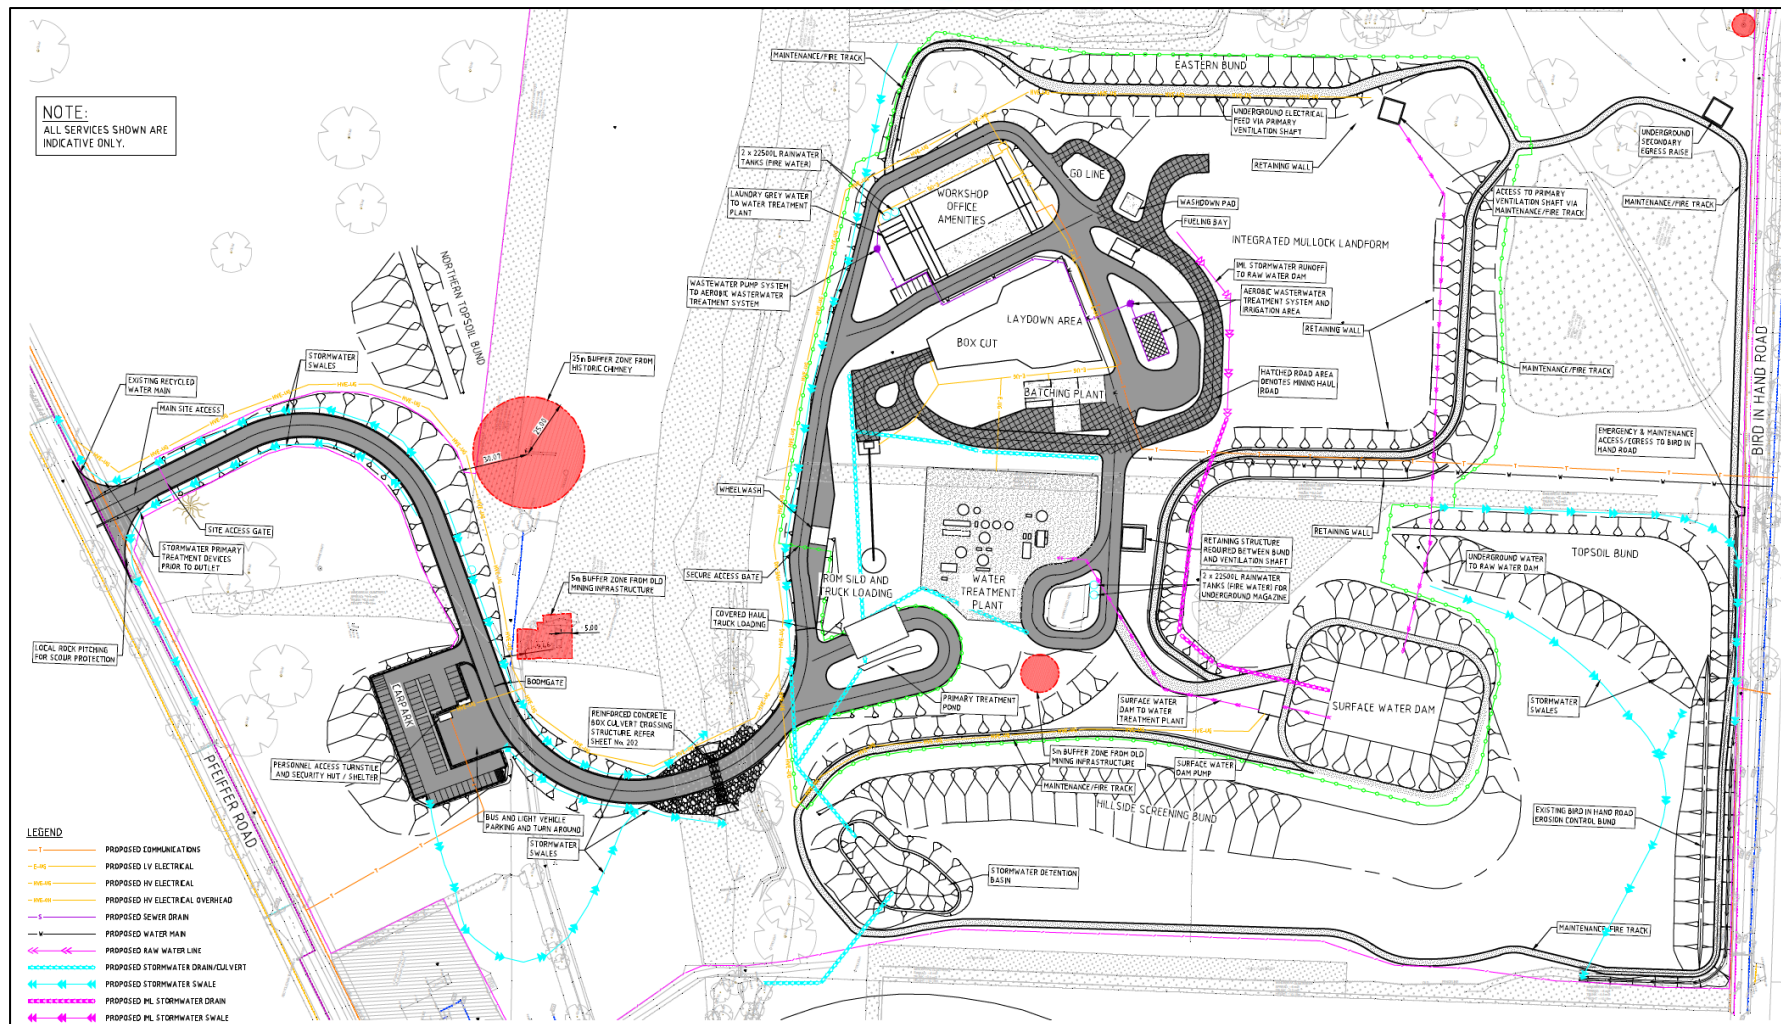 NOTE:
ALL SERVICES SHOWN ARE
INDICATIVE ONLY.
MAINTENANCE/FIRE TRACK
EASTERN BUND
UNDERGROUND ELECTRICAL
FEED VIA PRIMARY
VENTILATION SHAFT
RETAINING WALL
UNDERGROUND
SECONDARY
EGRESS RAISE
2 x 22500L RAINWATER
TANKS (FIRE WATER)
LAUNDRY GREY WATER
TO WATER TREATMENT
PLANT
WORKSHOP
OFFICE
AMENITIES
GO LINE
WASHDOWN PAD
FUELING BAY
ACCESS TO PRIMARY
VENTILATION SHAFT VIA
MAINTENANCE/FIRE TRACK
MAINTENANCE/FIRE TRACK
INTEGRATED MULLOCK LANDFORM
IML STORMWATER RUNOFF
TO RAW WATER DAM
AEROBIC WASTERWATER
TREATMENT SYSTEM AND
IRRIGATION AREA
WASTEWATER PUMP SYSTEM
TO AEROBIC WASTERWATER
TREATMENT SYSTEM
NORTHERN TOPSOIL BUND
LAYDOWN AREA
BOX CUT
RETAINING WALL
MAINTENANCE/FIRE TRACK
BIRD IN HAND ROAD
STORMWATER
SWALES
25m BUFFER ZONE FROM
HISTORIC CHIMNEY
25.00
30.07
EXISTING RECYCLED
WATER MAIN
MAIN SITE ACCESS
HATCHED ROAD AREA
DENOTES MINING HAUL
ROAD
BATCHING PLANT
EMERGENCY & MAINTENANCE
ACCESS/EGRESS TO BIRD IN
HAND ROAD
WHEELWASH
SITE ACCESS GATE
STORMWATER PRIMARY
TREATMENT DEVICES
PRIOR TO OUTLET
RETAINING WALL
RETAINING STRUCTURE
REQUIRED BETWEEN BUND
AND VENTILATION SHAFT
TOPSOIL BUND
UNDERGROUND WATER
TO RAW WATER DAM
SECURE ACCESS GATE
ROM SILO AND
TRUCK LOADING
WATER
TREATMENT
PLANT
2 x 22500L RAINWATER
TANKS (FIRE WATER) FOR
UNDERGROUND MAGAZINE
5m BUFFER ZONE FROM OLD
MINING INFRASTRUCTURE
5.00
COVERED HAUL
TRUCK LOADING
LOCAL ROCK PITCHING
FOR SCOUR PROTECTION
BOOMGATE
CARPARK
REINFORCED CONCRETE
BOX CULVERT CROSSING
STRUCTURE. REFER
SHEET No. 202
PRIMARY TREATMENT
POND
SURFACE WATER
DAM TO WATER
TREATMENT PLANT
SURFACE WATER DAM
STORMWATER
SWALES
5m BUFFER ZONE FROM OLD
MINING INFRASTRUCTURE
SURFACE WATER
DAM PUMP
PERSONNEL ACCESS TURNSTILE
AND SECURITY HUT / SHELTER
PFEIFFER ROAD
MAINTENANCE/FIRE TRACK
HILLSIDE SCREENING BUND
EXISTING BIRD IN HAND ROAD
EROSION CONTROL BUND
BUS AND LIGHT VEHICLE
PARKING AND TURN AROUND
STORMWATER
SWALES
STORMWATER DETENTION
BASIN
MAINTENANCE/FIRE TRACK
LEGEND
PROPOSED COMMUNICATIONS
PROPOSED LV ELECTRICAL
PROPOSED HV ELECTRICAL
PROPOSED HV ELECTRICAL OVERHEAD
PROPOSED SEWER DRAIN
PROPOSED WATER MAIN
PROPOSED RAW WATER LINE
PROPOSED STORMWATER DRAIN/CULVERT
PROPOSED STORMWATER SWALE
PROPOSED IML STORMWATER DRAIN
PROPOSED IML STORMWATER SWALE